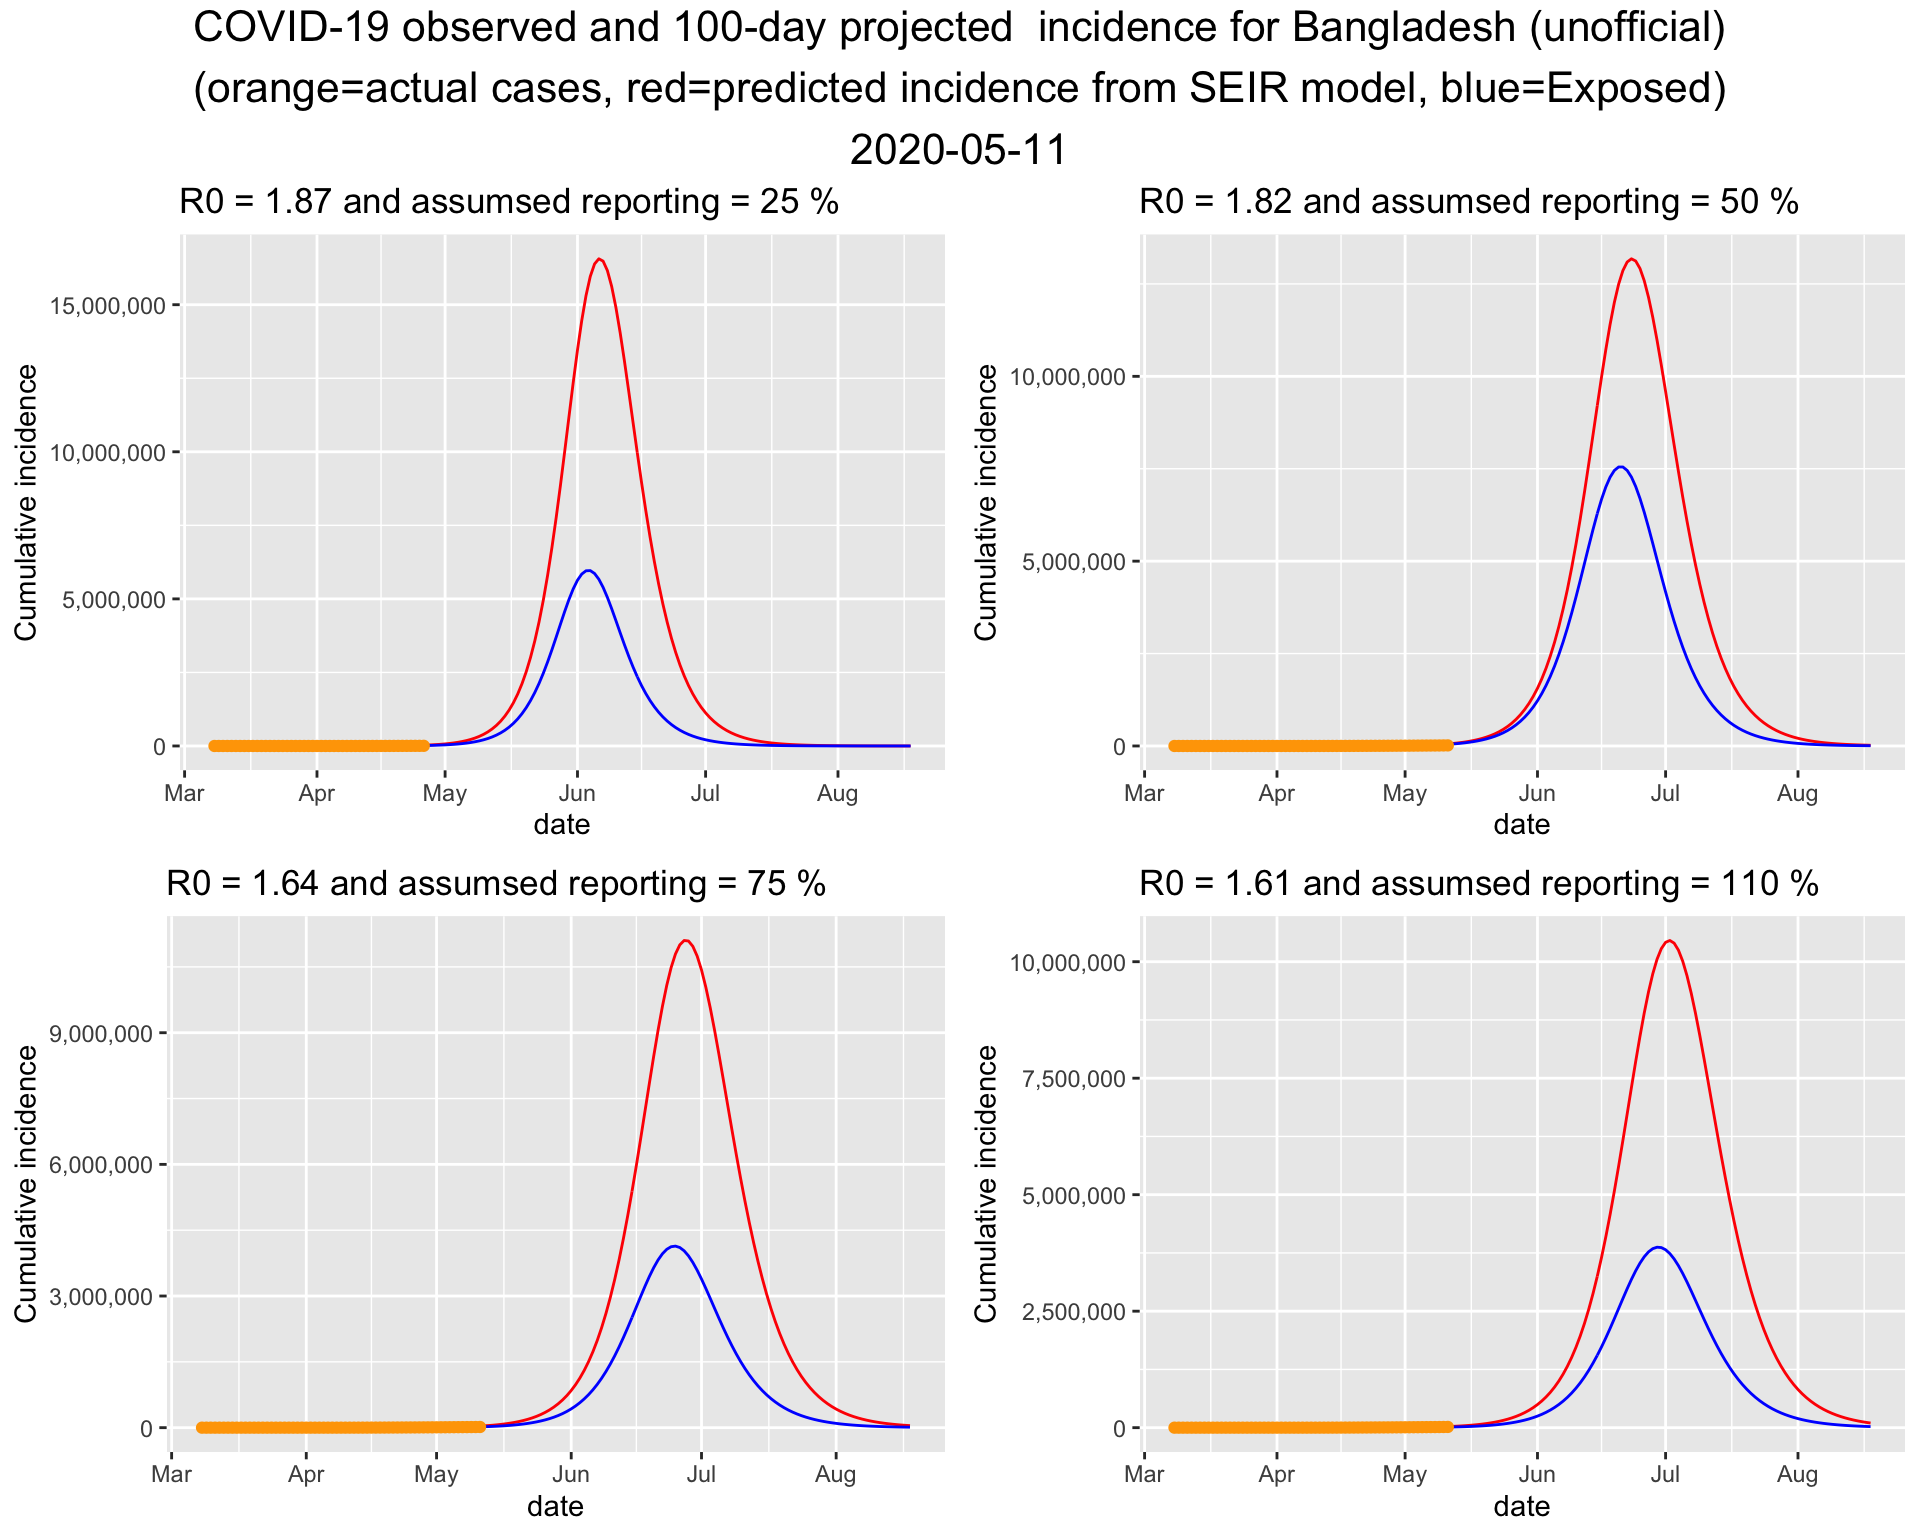 COVID-19 observed and 100-day projected  incidence for Bangladesh (unofficial)
(orange=actual cases, red=predicted incidence from SEIR model, blue=Exposed)
2020-05-11
R0 = 1.87 and assumsed reporting = 25 %
Cumulative incidence
15,000,000
10,000,000
5,000,000
0
Mar Apr May Jun Jul Aug
date
R0 = 1.82 and assumsed reporting = 50 %
Cumulative incidence
10,000,000
5,000,000
0
Mar Apr May Jun Jul Aug
date
R0 = 1.64 and assumsed reporting = 75 %
Cumulative incidence
9,000,000
6,000,000
3,000,000
0
Mar Apr May Jun Jul Aug
date
R0 = 1.61 and assumsed reporting = 110 %
Cumulative incidence
10,000,000
7,500,000
5,000,000
2,500,000
0
Mar Apr May Jun Jul Aug
date